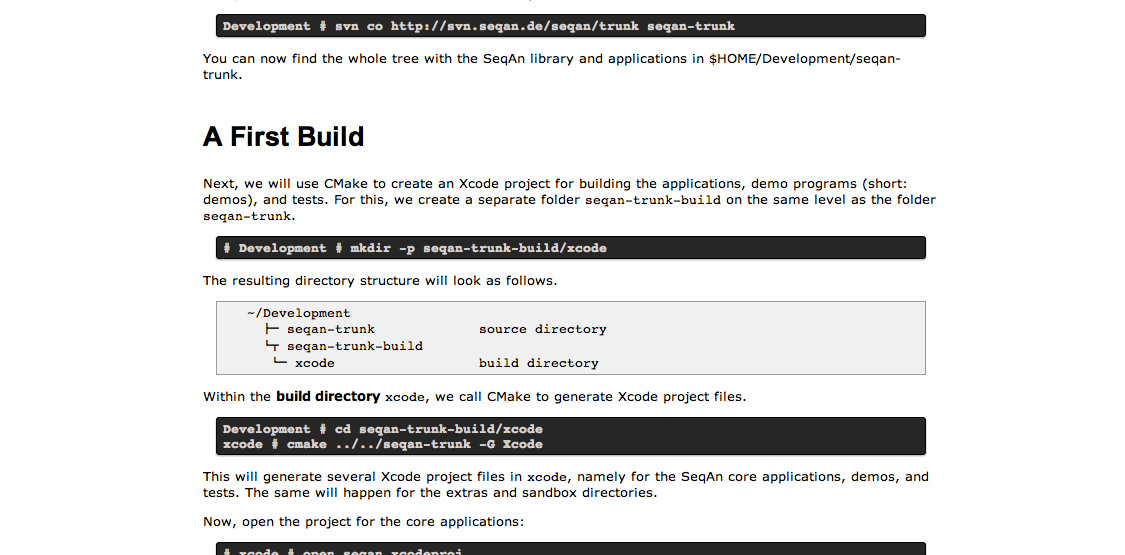 Development # svn co http://svn.seqan.de/seqan/trunk seqan-trunk
You can now find the whole tree with the SeqAn library and applications in $HOME/Development/seqan-
trunk.
A First Build
Next, we will use CMake to create an Xcode project for building the applications, demo programs (short:
demos), and tests. For this, we create a separate folder seqan-trunk-build on the same level as the folder
seqan-trunk.
# Development # mkdir -p seqan-trunk-build/xcode
The resulting directory structure will look as follows.
~/Development
├─ seqan-trunk source directory
└┬ seqan-trunk-build
└─ xcode build directory
Within the build directory xcode, we call CMake to generate Xcode project files.
Development # cd seqan-trunk-build/xcode
xcode # cmake ../../seqan-trunk -G Xcode
This will generate several Xcode project files in xcode, namely for the SeqAn core applications, demos, and
tests. The same will happen for the extras and sandbox directories.
Now, open the project for the core applications:
# xcode # open seqan.xcodeproj